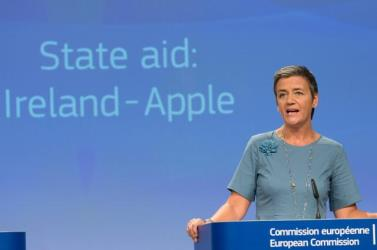 State aid:
Ireland-Apple
Commission européenne
European Commission